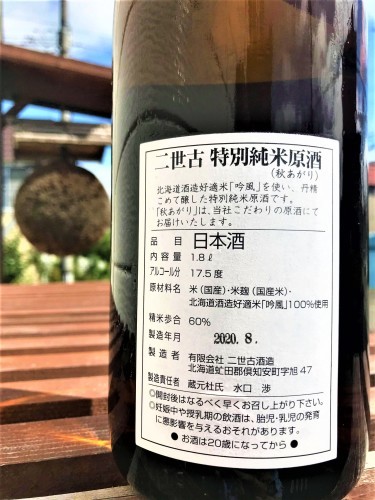 二世古 特別純米原酒
(秋あがり)
北海道酒造好適米「吟風」を使い、丹精
こめて醸した特別純米原酒です。
「秋あがり」は、当社こだわりの原酒にて
お届けいたします。
品目 日本酒
内容量 1.8ℓ
アルコール分 17.5度
原材料名 米(国産)・米麹(国産米)・
北海道酒造好適米「吟風」100%使用
精米歩合 60%
製造年月 2020.8.
製造者 有限会社 二世古酒造
北海道虻田郡倶知安町字旭47
製造責任者 蔵元杜氏 水口 渉
○開封後はなるべく早くお召し上がり下さい。
○妊娠中や授乳期の飲酒は、胎児・乳児の発育
に悪影響を与えるおそれがあります。
●お酒は20歳になってから●